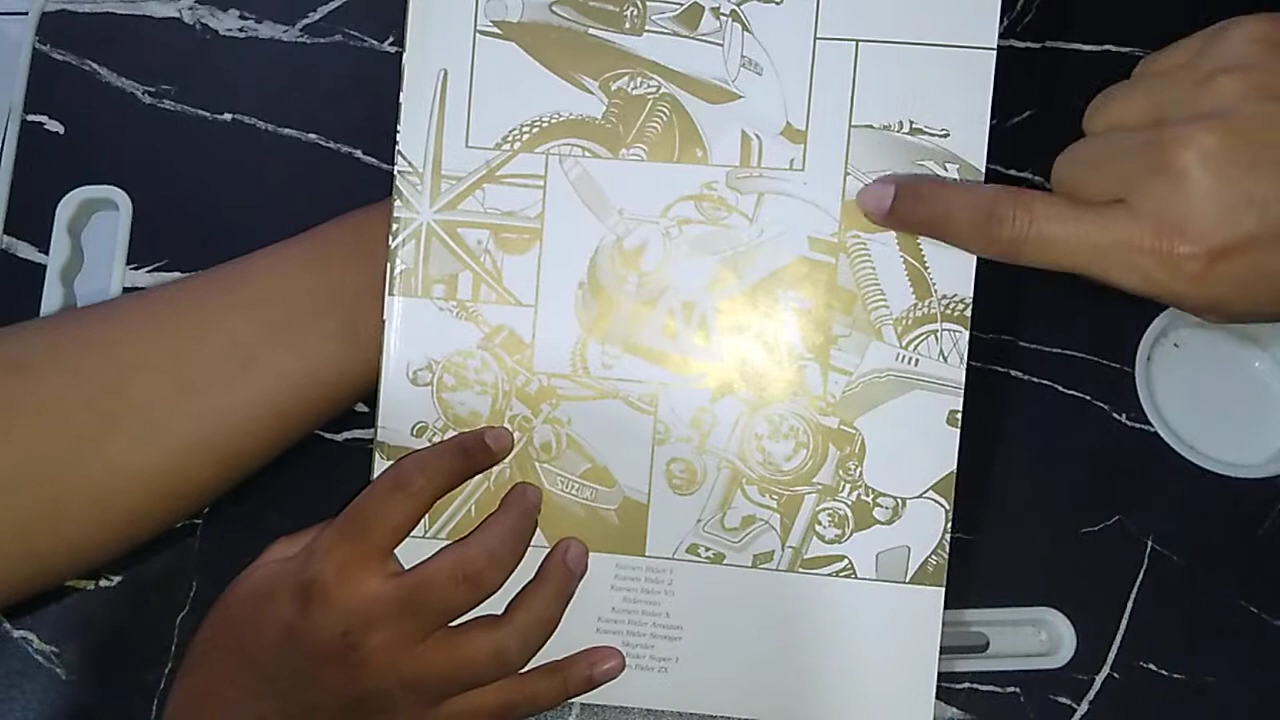 SUZUKI
Kamen Rider 1
Kamen Rider 2
Kamen Rider V3
Riderman
Kamen Rider X
Kamen Rider Amazon
Kamen Rider Stronger
Skyrider
Rider Super 1
Rider ZX